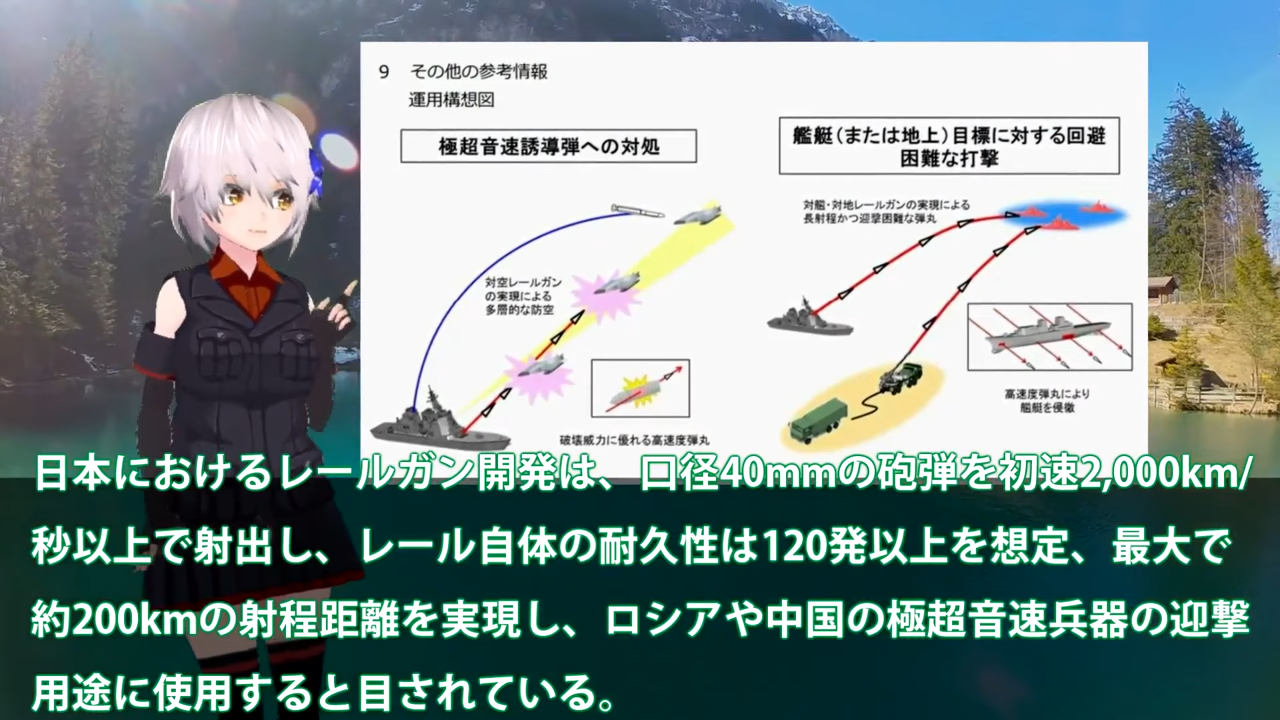 9 その他の参考情報
運用構想図
極超音速誘導弾への対処
対空レールガン
の実現による
多層的な防空
破壊威力に優れる高速度弾丸
艦艇(または地上)目標に対する回避
困難な打撃
対艦・対地レールガンの実現による
長射程かつ迎撃困難な弾丸
高速度弾丸により
艦艇を侵徹
日本におけるレールガン開発は、口径40mmの砲弾を初速2,000km/
秒以上で射出し、レール自体の耐久性は120発以上を想定、最大で
約200kmの射程距離を実現し、ロシアや中国の極超音速兵器の迎撃
用途に使用すると目されている。